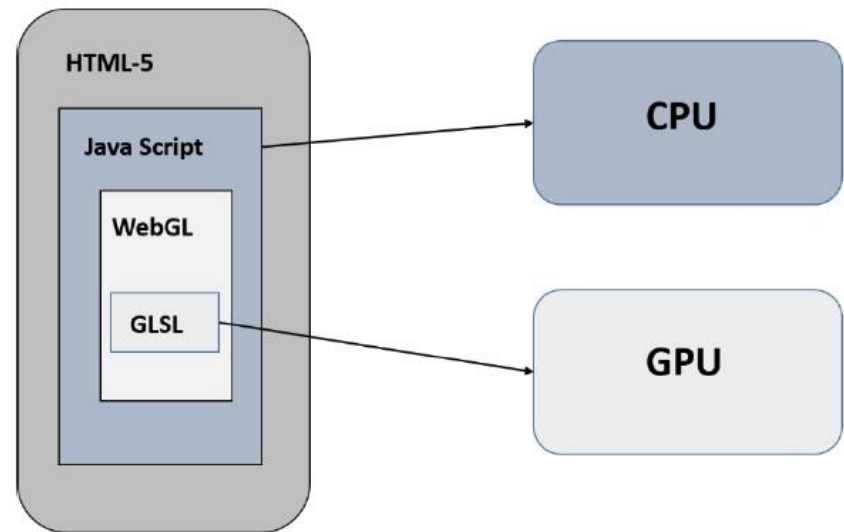 HTML-5
Java Script
WebGL
GLSL
CPU
GPU